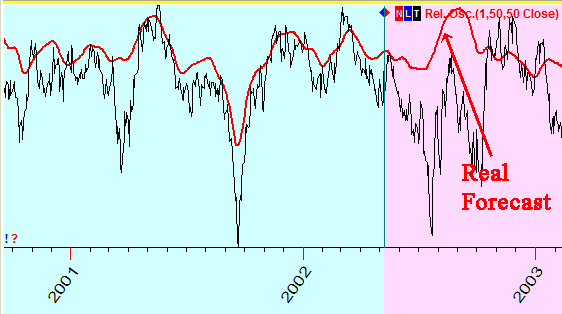 NLT Rel. Osc.(1,50,50 Close)
Real
Forecast
!?
2001
2002
2003